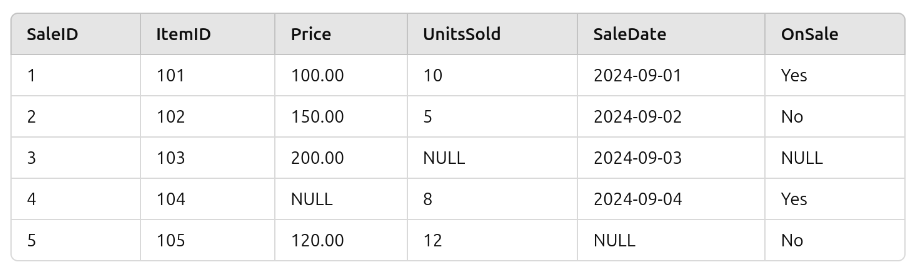 SaleID ItemID Price UnitsSold SaleDate OnSale
1 101 100.00 10 2024-09-01 Yes
2 102 150.00 5 2024-09-02 No
3 103 200.00 NULL 2024-09-03 NULL
4 104 NULL 8 2024-09-04 Yes
5 105 120.00 12 NULL No